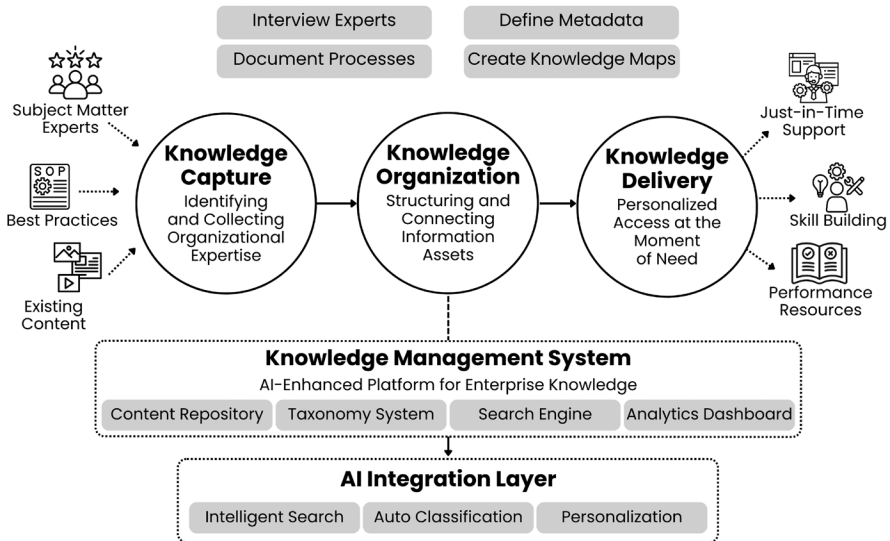 Interview Experts
Define Metadata
Document Processes
Create Knowledge Maps
Subject Matter
Experts
SOP
Best Practices
Existing
Content
Knowledge
Capture
Identifying
and Collecting
Organizational
Expertise
Knowledge
Organization
Structuring and
Connecting
Information
Assets
Knowledge
Delivery
Personalized
Access at the
Moment
of Need
Just-in-Time
Support
Skill Building
Performance
Resources
Knowledge Management System
AI-Enhanced Platform for Enterprise Knowledge
Content Repository
Taxonomy System
Search Engine
Analytics Dashboard
AI Integration Layer
Intelligent Search
Auto Classification
Personalization